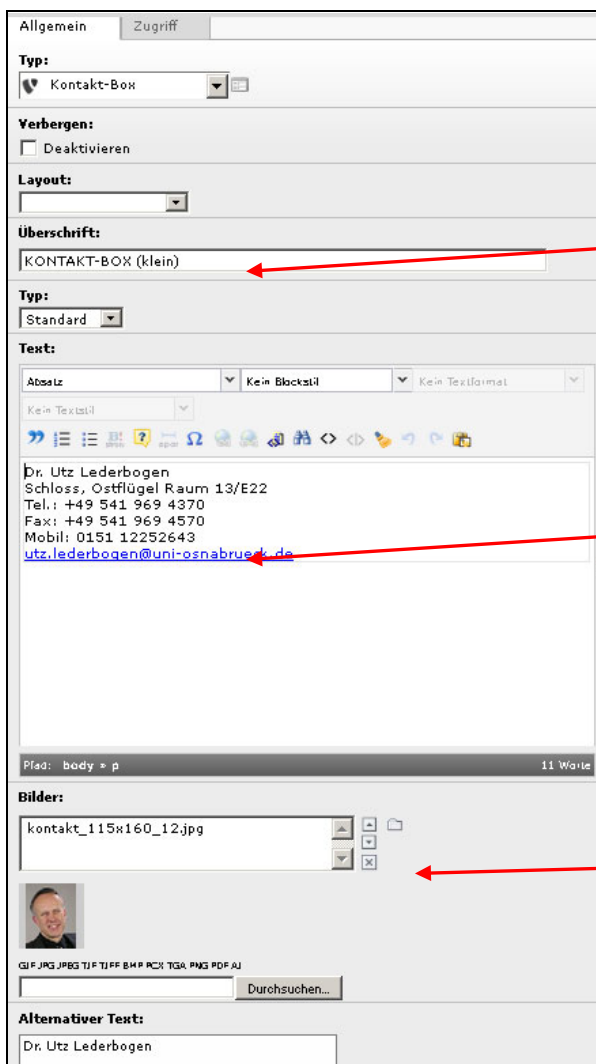 Allgemein Zugriff
Typ:
Kontakt-Box
Verbergen:
Deaktivieren
Layout:
Überschrift:
KONTAKT-BOX (klein)
Typ:
Standard
Text:
Absatz Kein Blockstil Kein Textformat
Kein Textstil
Dr. Utz Lederbogen
Schloss, Ostflügel Raum 13/E22
Tel.: +49 541 969 4370
Fax: +49 541 969 4570
Mobil: 0151 12252643
utz.lederbogen@uni-osnabrueck.de
Pfad: body » p 11 Worte
Bilder:
kontakt_115x160_12.jpg
GIF JPG JPEG TIF TIFF BMP PCX TGA PNG PDF AI
Durchsuchen...
Alternativer Text:
Dr. Utz Lederbogen